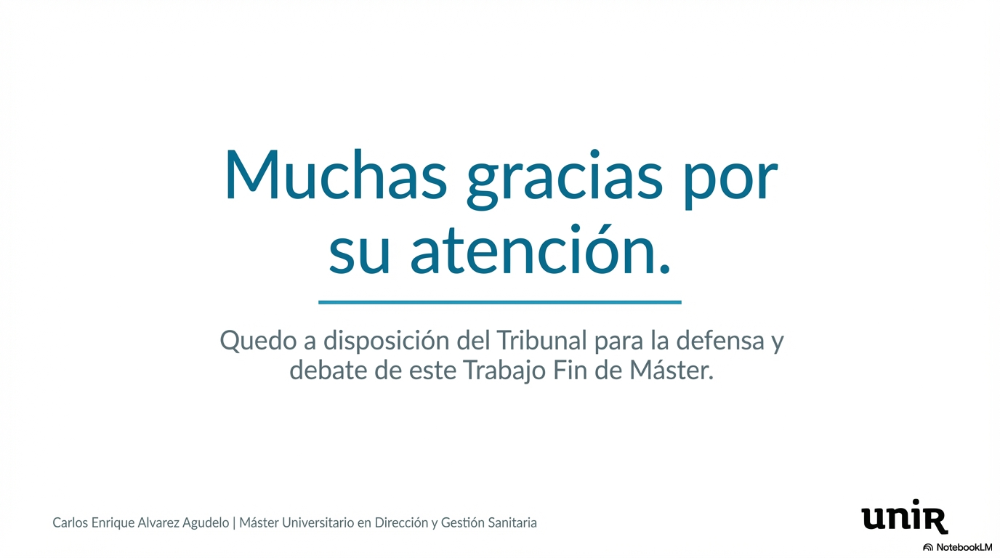 Muchas gracias por
su atención.
Quedo a disposición del Tribunal para la defensa y
debate de este Trabajo Fin de Máster.
Carlos Enrique Alvarez Agudelo | Máster Universitario en Dirección y Gestión Sanitaria
unir
NotebookLM